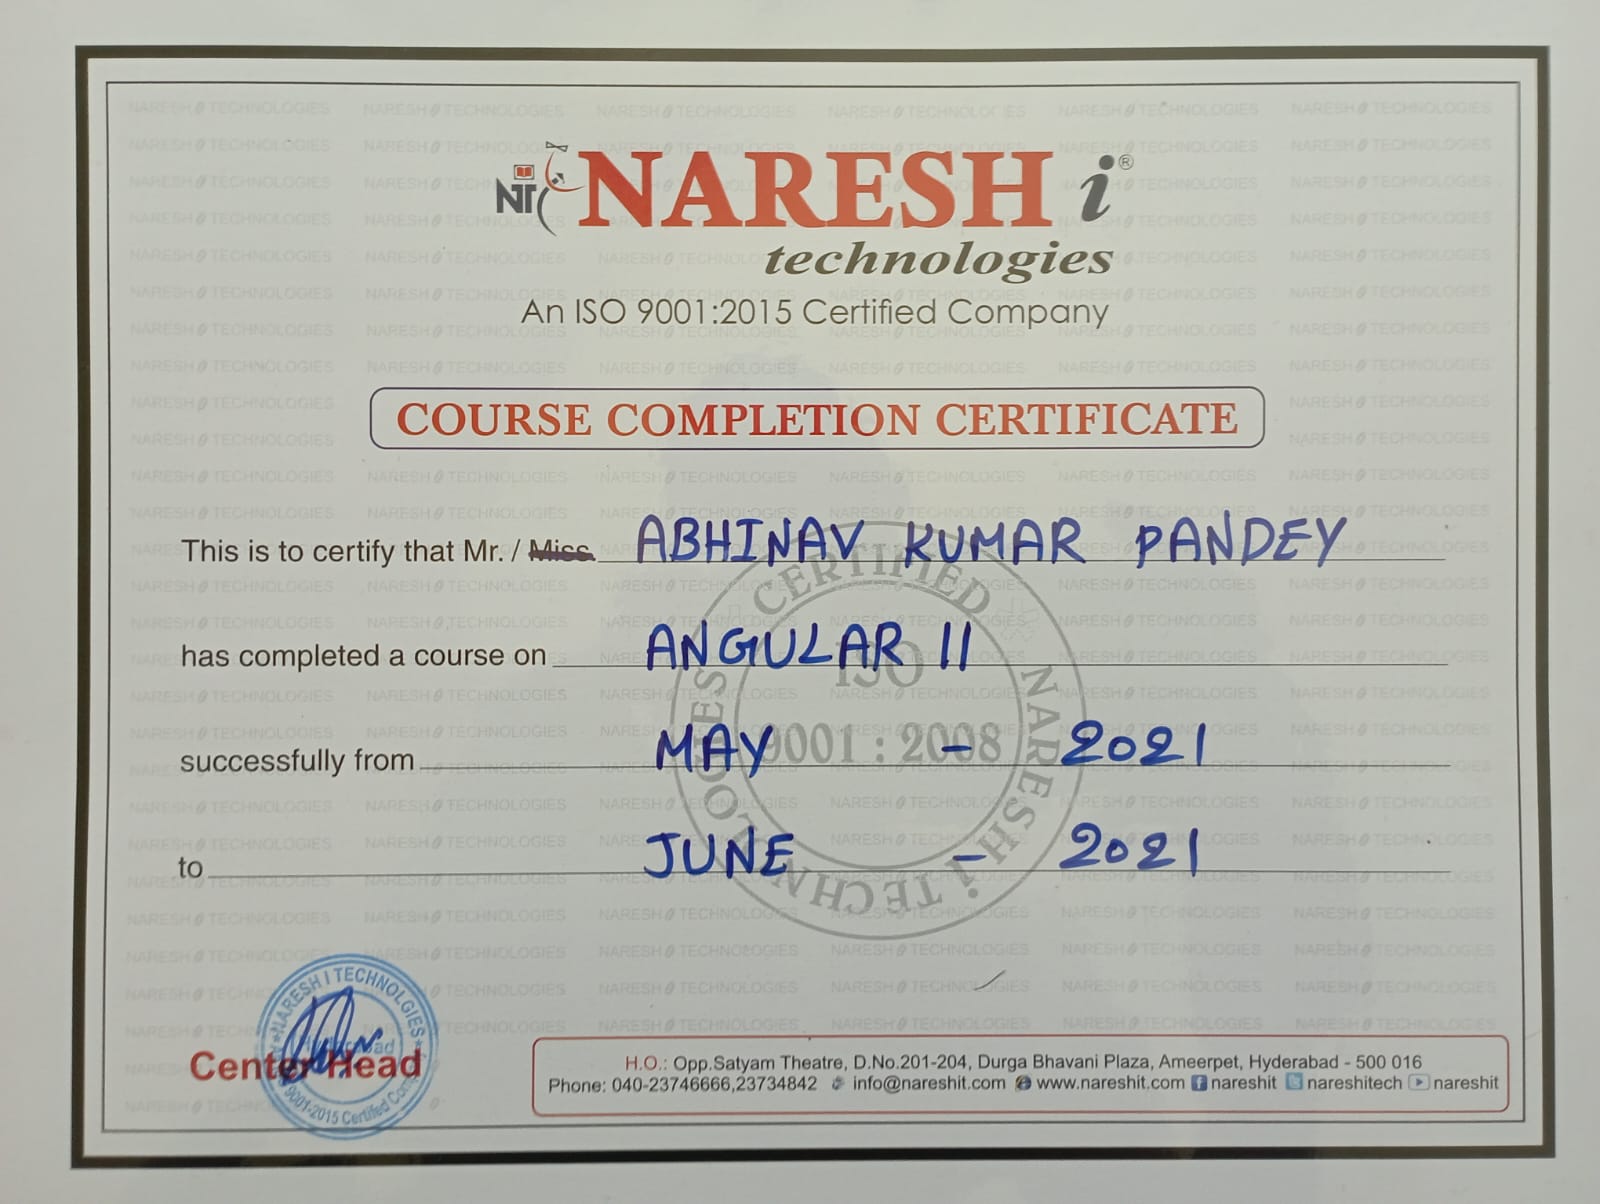 NT NARESH i ®
technologies
An ISO 9001:2015 Certified Company
COURSE COMPLETION CERTIFICATE
This is to certify that Mr. / Miss. ABHINAV KUMAR PANDEY
has completed a course on ANGULAR 11
successfully from MAY - 2021
to JUNE - 2021
CERTIFIED NARESH i TECHNOLOGIES
ISO
9001 : 2008
NARESH I TECHNOLGIES
9001-2015 Certified
Center Head
H.O.: Opp.Satyam Theatre, D.No.201-204, Durga Bhavani Plaza, Ameerpet, Hyderabad - 500 016
Phone: 040-23746666,23734842 info@nareshit.com www.nareshit.com nareshit nareshitech nareshit